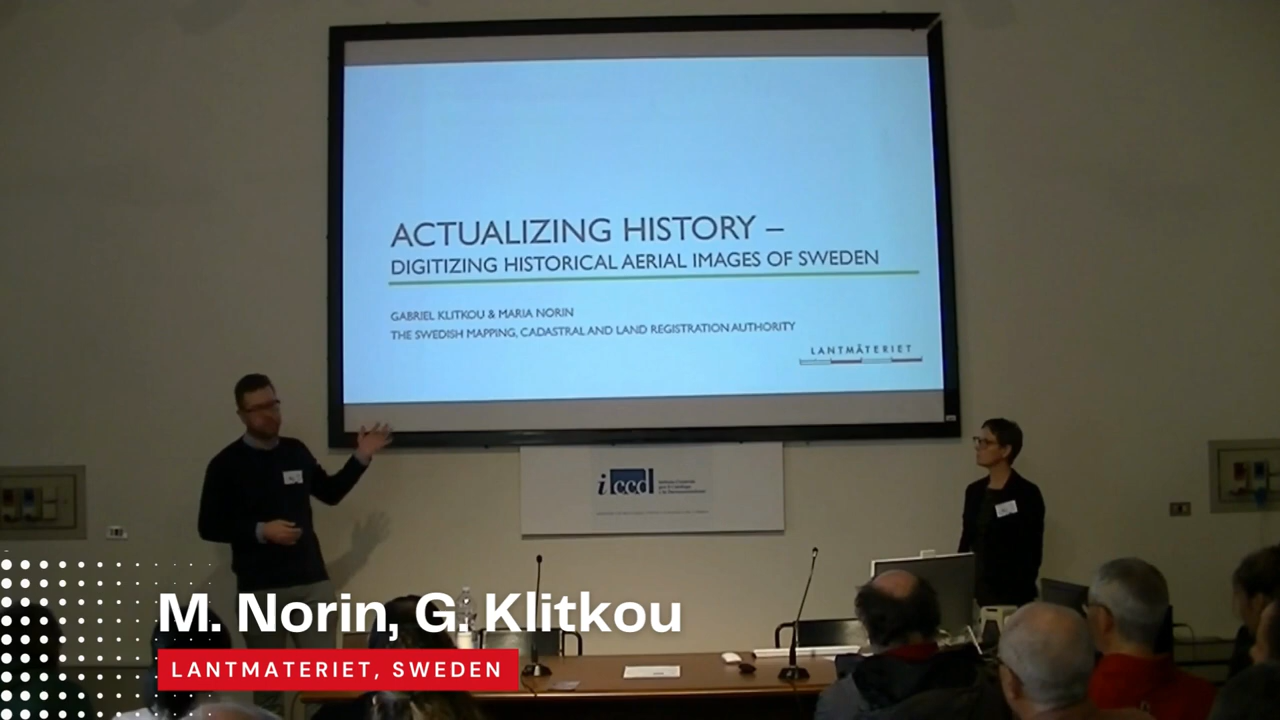 ACTUALIZING HISTORY –
DIGITIZING HISTORICAL AERIAL IMAGES OF SWEDEN
GABRIEL KLITKOU & MARIA NORIN
THE SWEDISH MAPPING, CADASTRAL AND LAND REGISTRATION AUTHORITY
LANTMÄTERIET
iccd
M. Norin, G. Klitkou
LANTMATERIET, SWEDEN